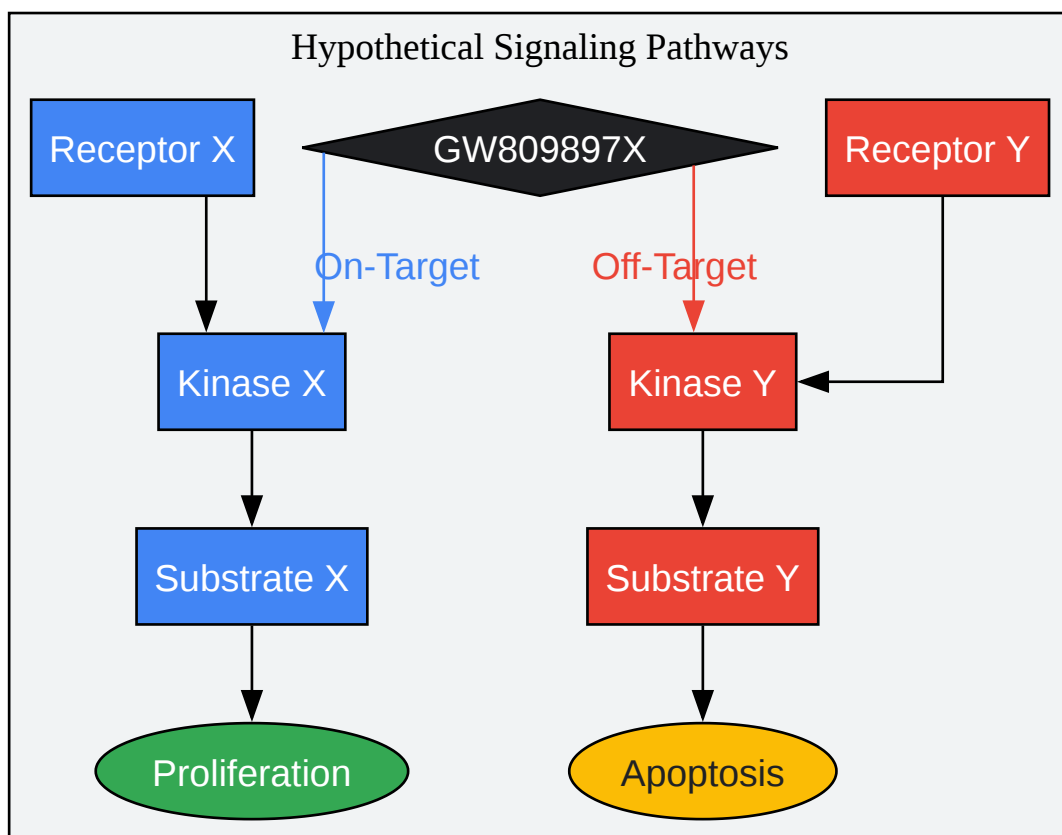 Hypothetical Signaling Pathways
Receptor X
GW809897X
Receptor Y
On-Target
Off-Target
Kinase X
Kinase Y
Substrate X
Substrate Y
Proliferation
Apoptosis